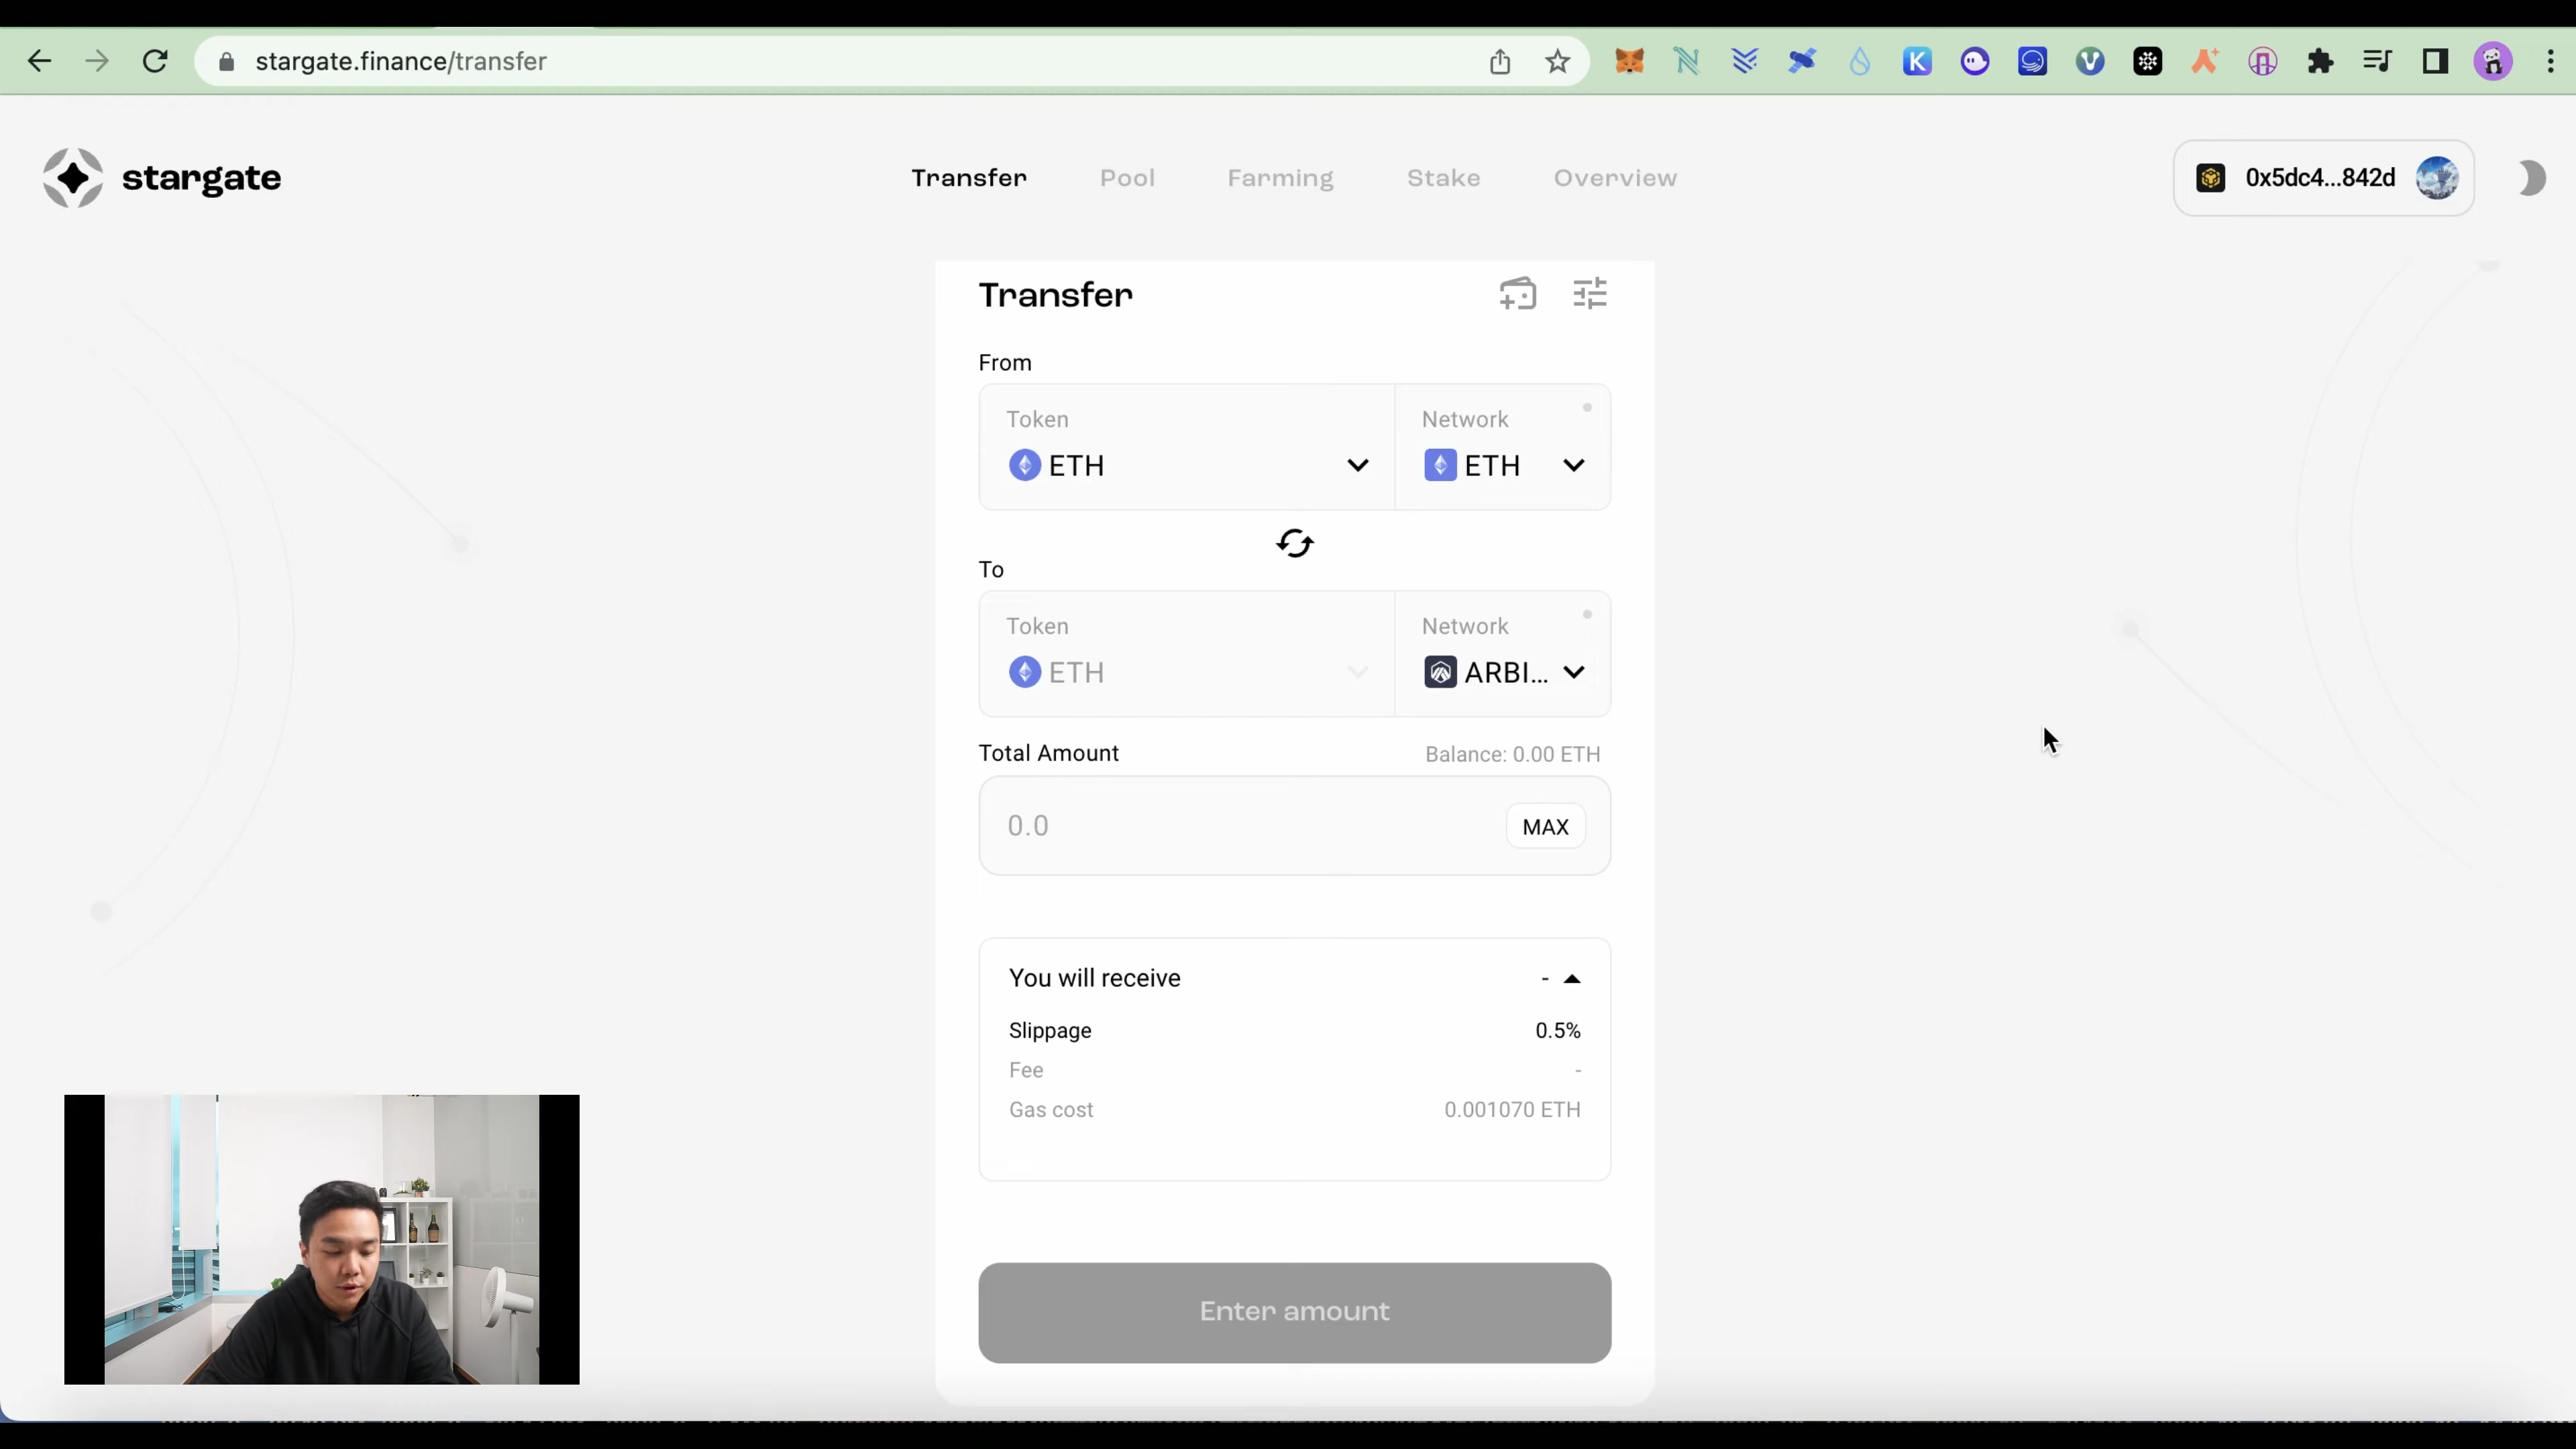 stargate.finance/transfer
stargate
Transfer
Pool
Farming
Stake
Overview
0x5dc4...842d
Transfer
From
Token
Network
ETH
ETH
To
Token
Network
ETH
ARBI...
Total Amount
Balance: 0.00 ETH
0.0
MAX
You will receive
-
Slippage
0.5%
Fee
-
Gas cost
0.001070 ETH
Enter amount